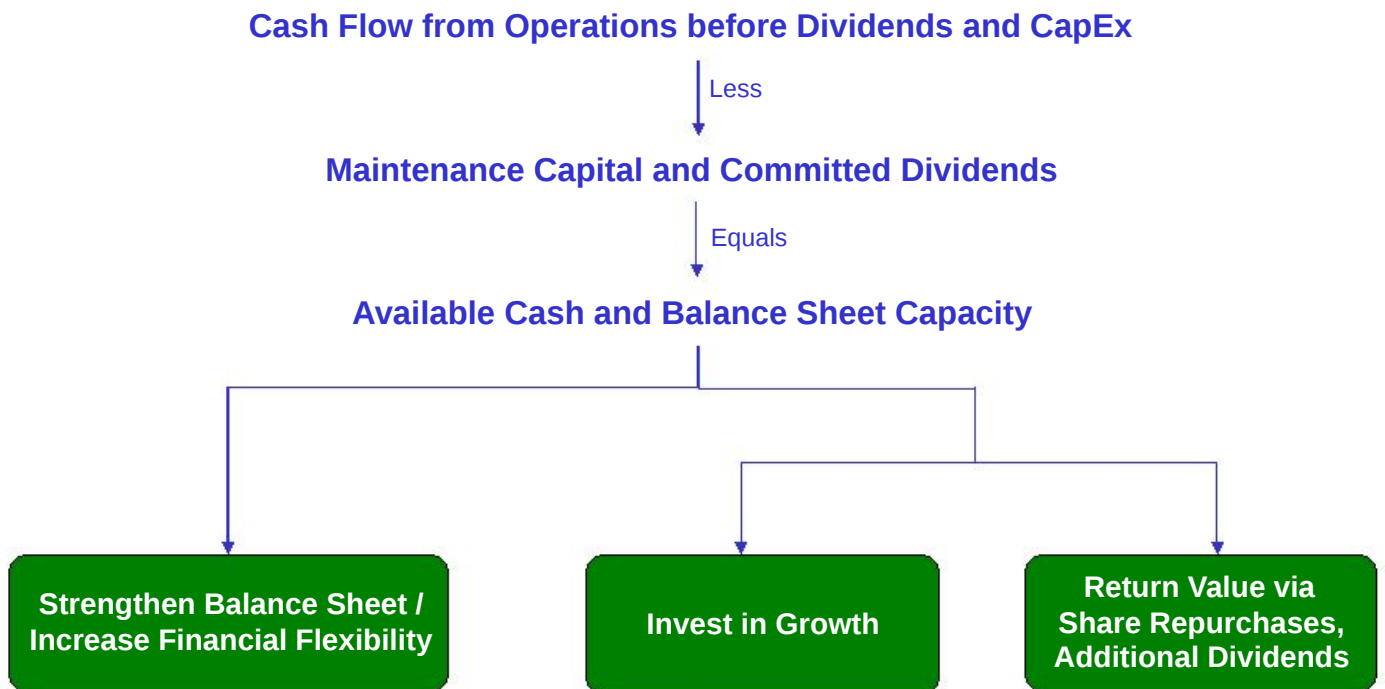 Cash Flow from Operations before Dividends and CapEx
Less
Maintenance Capital and Committed Dividends
Equals
Available Cash and Balance Sheet Capacity
Strengthen Balance Sheet /
Increase Financial Flexibility
Invest in Growth
Return Value via
Share Repurchases,
Additional Dividends